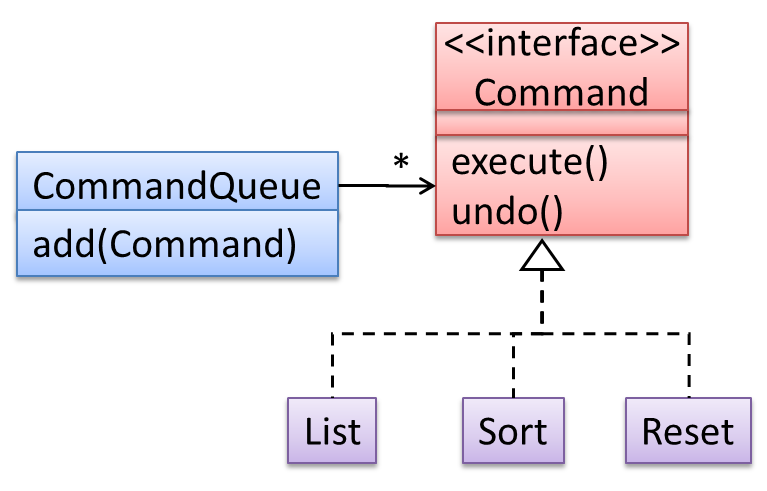 <<interface>>
Command
execute()
undo()
*
CommandQueue
add(Command)
List
Sort
Reset